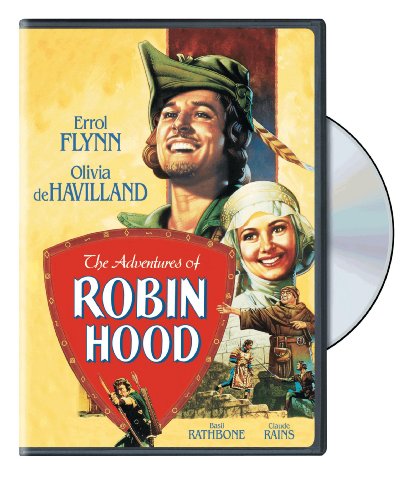 Errol
FLYNN
Olivia
deHAVILLAND
The Adventures of
ROBIN
HOOD
Basil
RATHBONE
Claude
RAINS